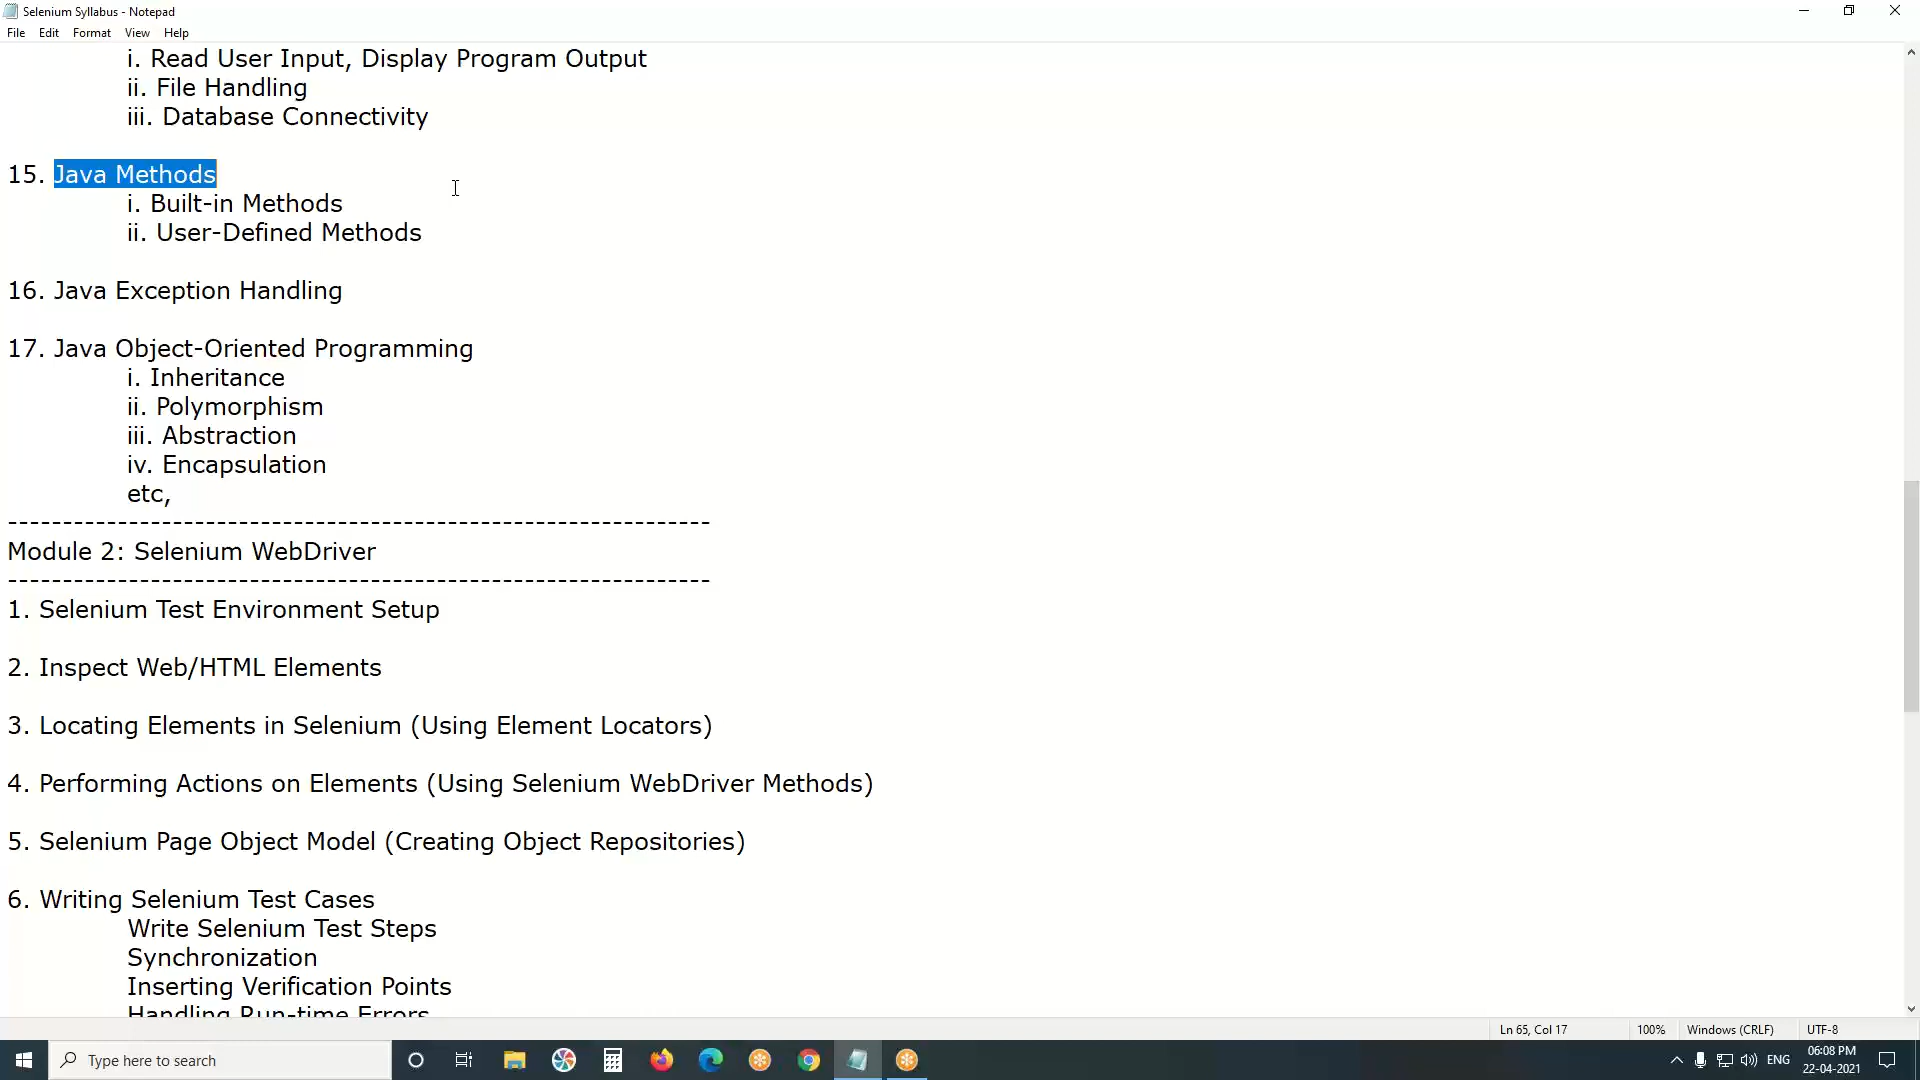 Selenium Syllabus - Notepad
File Edit Format View Help
i. Read User Input, Display Program Output
ii. File Handling
iii. Database Connectivity
15. Java Methods
i. Built-in Methods
ii. User-Defined Methods
16. Java Exception Handling
17. Java Object-Oriented Programming
i. Inheritance
ii. Polymorphism
iii. Abstraction
iv. Encapsulation
etc,
----------------------------------------------------------------
Module 2: Selenium WebDriver
----------------------------------------------------------------
1. Selenium Test Environment Setup
2. Inspect Web/HTML Elements
3. Locating Elements in Selenium (Using Element Locators)
4. Performing Actions on Elements (Using Selenium WebDriver Methods)
5. Selenium Page Object Model (Creating Object Repositories)
6. Writing Selenium Test Cases
Write Selenium Test Steps
Synchronization
Inserting Verification Points
Handling Run-time Errors
Ln 65, Col 17 100% Windows (CRLF) UTF-8
Type here to search
ENG
06:08 PM
22-04-2021